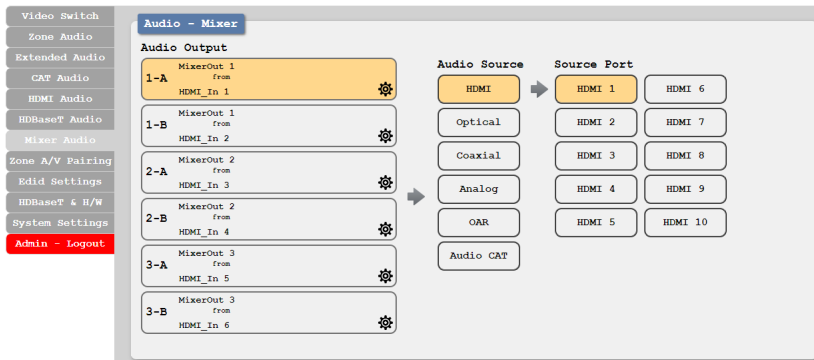 Video Switch
Zone Audio
Extended Audio
CAT Audio
HDMI Audio
HDBaseT Audio
Mixer Audio
Zone A/V Pairing
Edid Settings
HDBaseT & H/W
System Settings
Admin - Logout
Audio - Mixer
Audio Output
1-A
MixerOut 1
from
HDMI_In 1
1-B
MixerOut 1
from
HDMI_In 2
2-A
MixerOut 2
from
HDMI_In 3
2-B
MixerOut 2
from
HDMI_In 4
3-A
MixerOut 3
from
HDMI_In 5
3-B
MixerOut 3
from
HDMI_In 6
Audio Source
HDMI
Optical
Coaxial
Analog
OAR
Audio CAT
Source Port
HDMI 1 HDMI 6
HDMI 2 HDMI 7
HDMI 3 HDMI 8
HDMI 4 HDMI 9
HDMI 5 HDMI 10